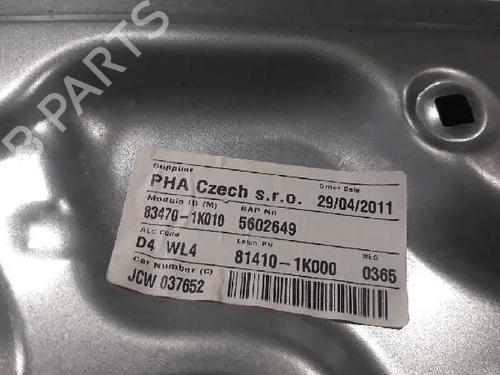 B-PARTS
Supplier Order Date
PHA Czech s.r.o. 29/04/2011
Module ID (M) SAP No
83470-1K010 5602649
ALC Code Latch PN SEQ
D4 WL4 81410-1K000 0365
Car Number (C)
JCW 037652